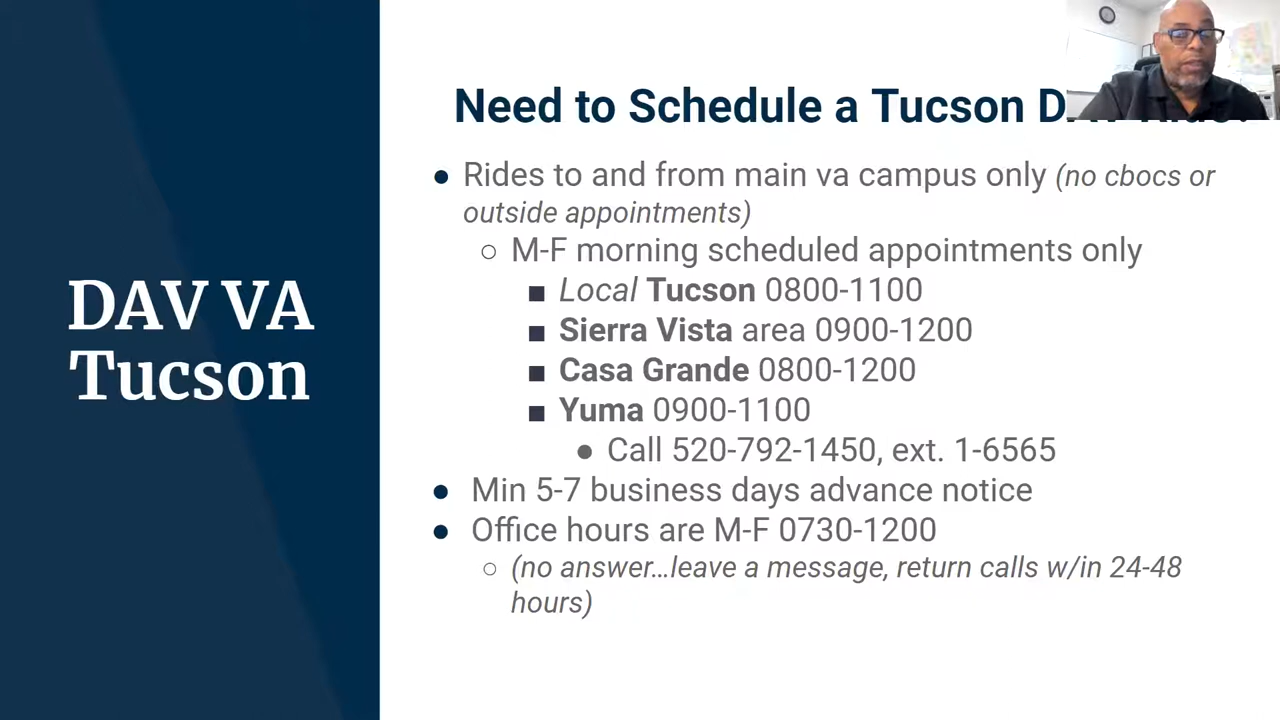 Need to Schedule a Tucson
● Rides to and from main va campus only (no cbocs or
outside appointments)
○ M-F morning scheduled appointments only
■ Local Tucson 0800-1100
■ Sierra Vista area 0900-1200
■ Casa Grande 0800-1200
■ Yuma 0900-1100
● Call 520-792-1450, ext. 1-6565
● Min 5-7 business days advance notice
● Office hours are M-F 0730-1200
○ (no answer...leave a message, return calls w/in 24-48
hours)
DAV VA
Tucson